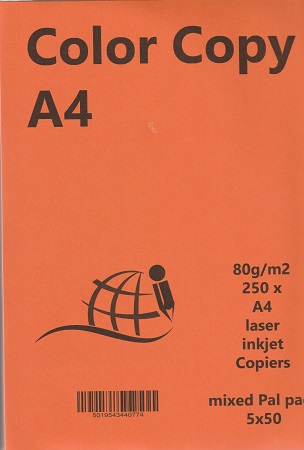 Color Copy
A4
80g/m2
250 x
A4
laser
inkjet
Copiers
mixed Pal pa
5x50
5019543440774